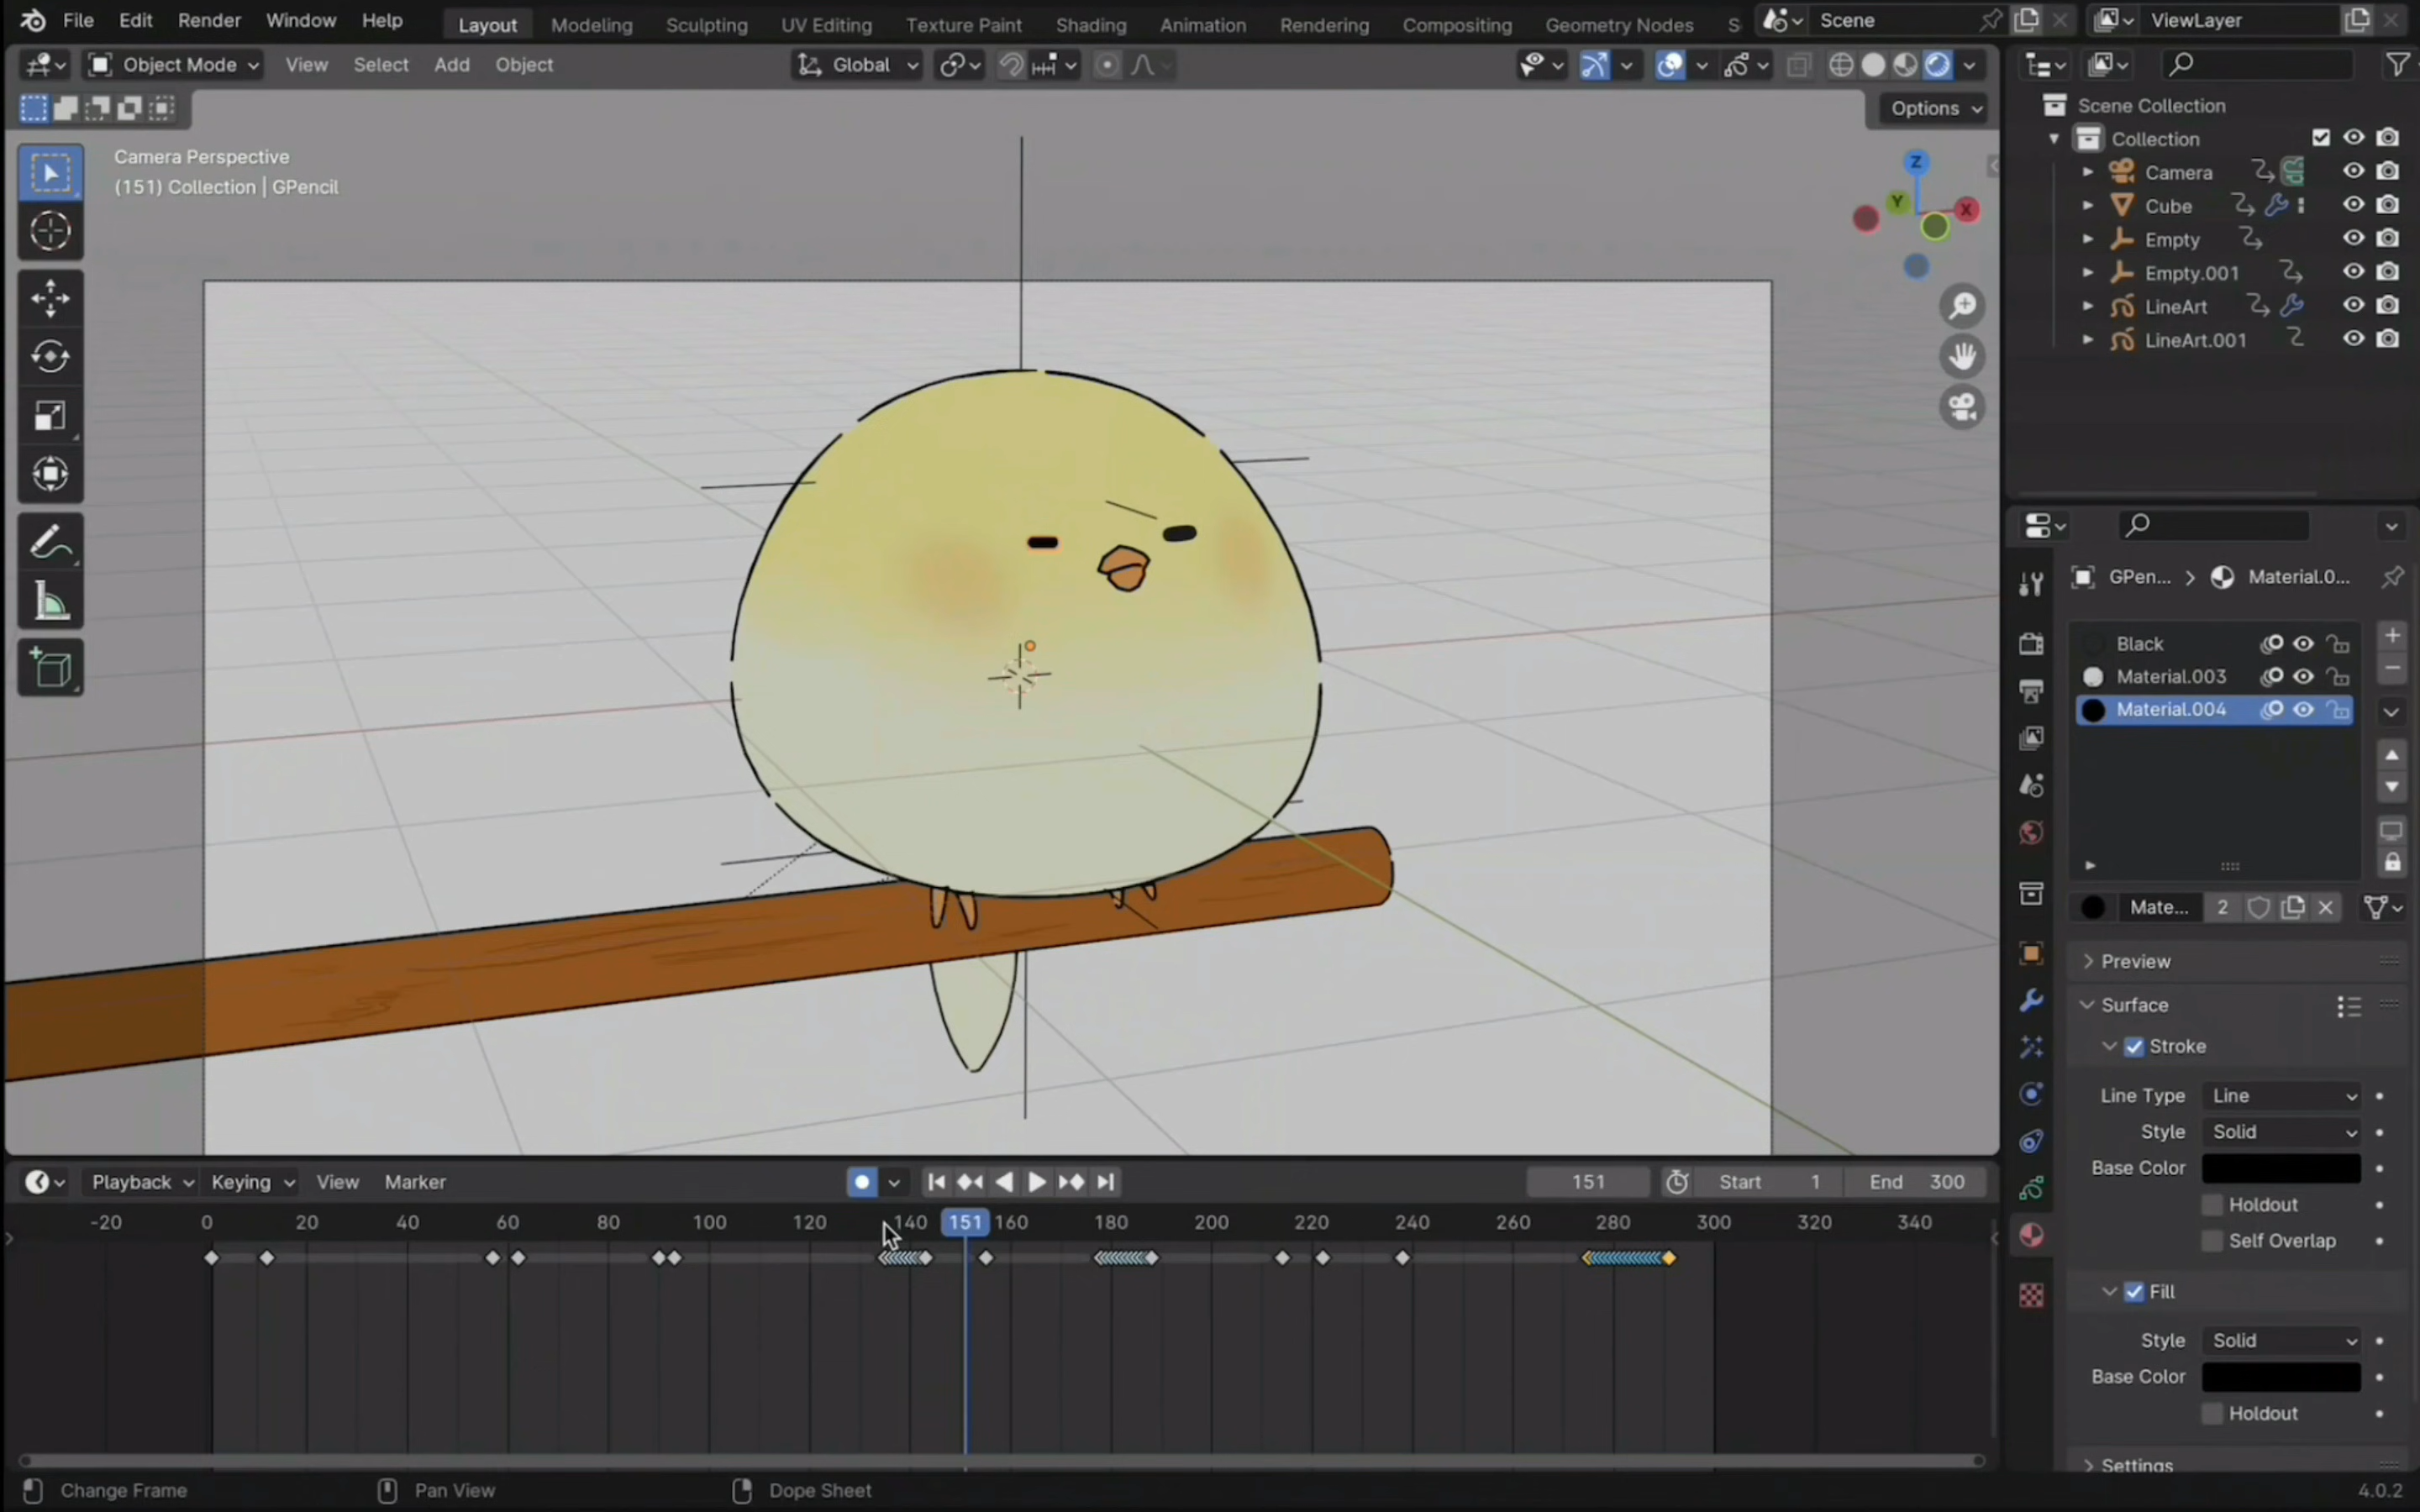 File Edit Render Window Help Layout Modeling Sculpting UV Editing Texture Paint Shading Animation Rendering Compositing Geometry Nodes S Scene ViewLayer
Object Mode View Select Add Object Global
Options
Camera Perspective
(151) Collection | GPencil
Z
Y
X
Scene Collection
Collection
Camera
Cube
Empty
Empty.001
LineArt
LineArt.001
GPen... > Material.0...
Black
Material.003
Material.004
Mate... 2
Preview
Surface
Stroke
Line Type Line
Style Solid
Base Color
Holdout
Self Overlap
Fill
Style Solid
Base Color
Holdout
Settings
Playback Keying View Marker 151 Start 1 End 300
-20 0 20 40 60 80 100 120 140 151 160 180 200 220 240 260 280 300 320 340
Change Frame Pan View Dope Sheet 4.0.2